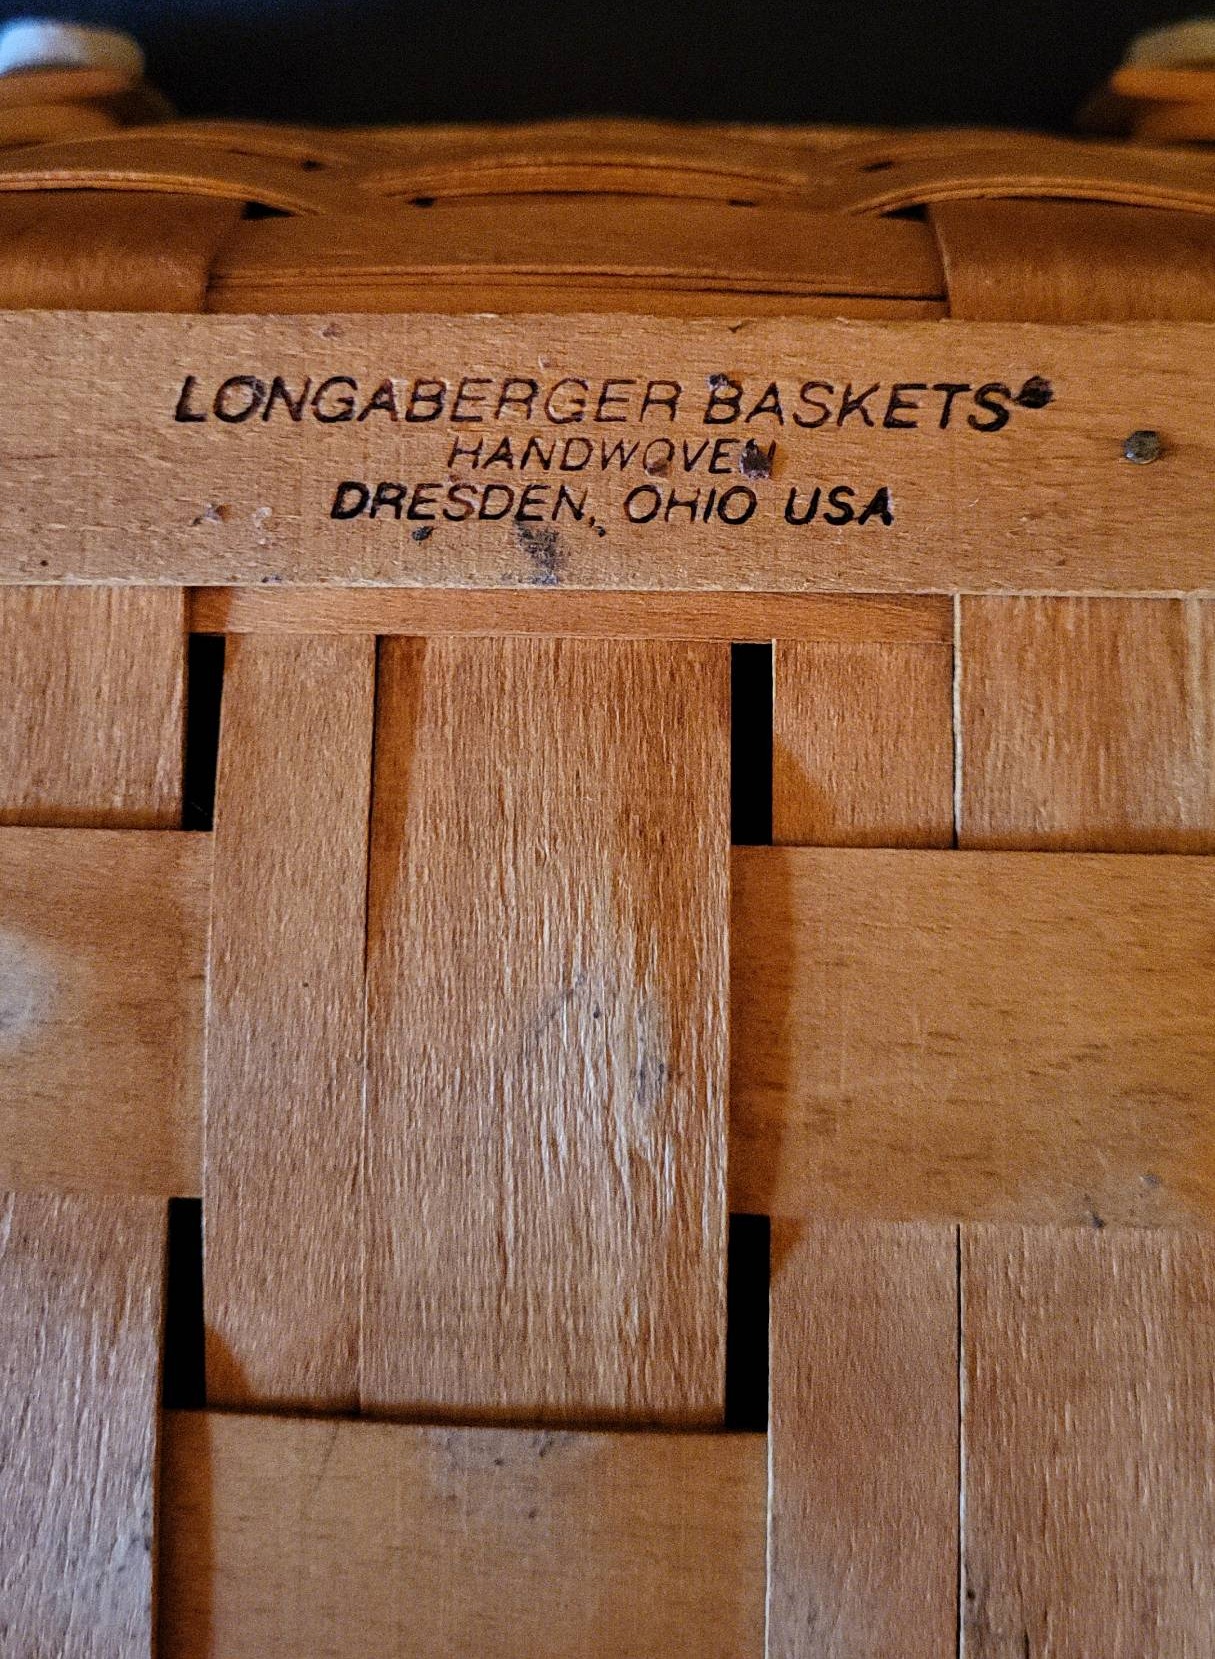 LONGABERGER BASKETS®
HANDWOVEN
DRESDEN, OHIO USA